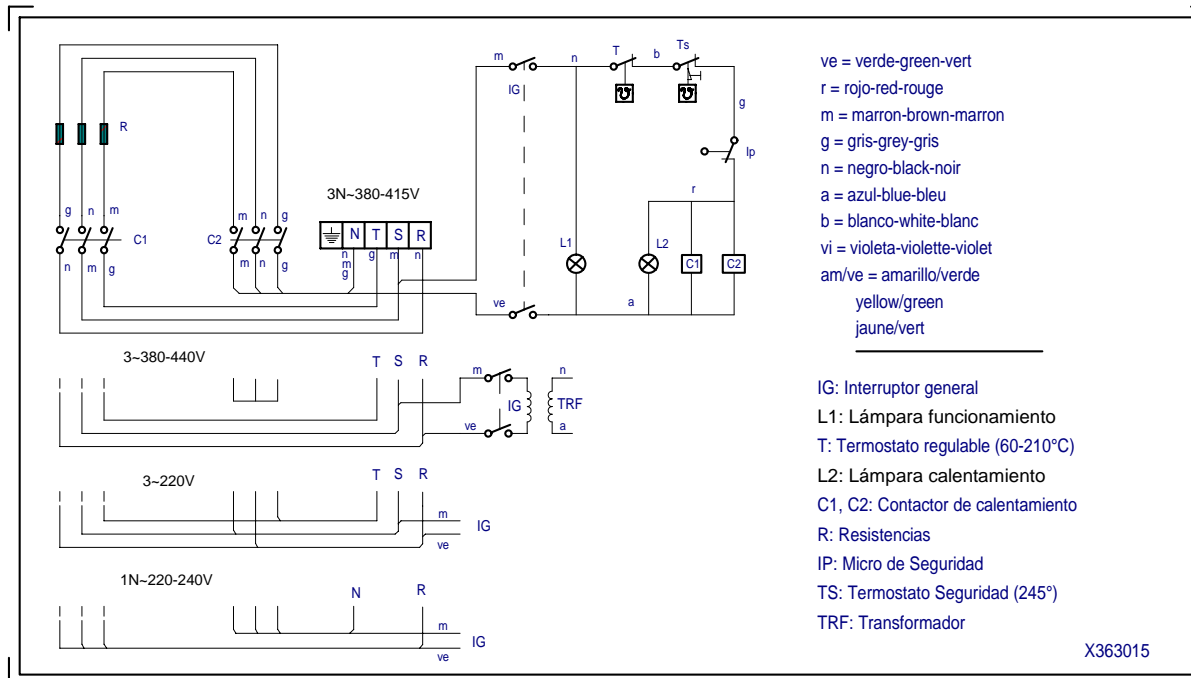 m
IG
n
T
b
Ts
g
Ip
r
L1
L2
C1
C2
ve
a
R
g n m
C1
n m g
C2
m n g
m n g
3N~380-415V
N T S R
n m g
g
m
n
3~380-440V
T S R
m
IG
ve
n
TRF
a
3~220V
T S R
m
IG
ve
1N~220-240V
N R
m
IG
ve
ve = verde-green-vert
r = rojo-red-rouge
m = marron-brown-marron
g = gris-grey-gris
n = negro-black-noir
a = azul-blue-bleu
b = blanco-white-blanc
vi = violeta-violette-violet
am/ve = amarillo/verde
yellow/green
jaune/vert
IG: Interruptor general
L1: Lámpara funcionamiento
T: Termostato regulable (60-210°C)
L2: Lámpara calentamiento
C1, C2: Contactor de calentamiento
R: Resistencias
IP: Micro de Seguridad
TS: Termostato Seguridad (245°)
TRF: Transformador
X363015